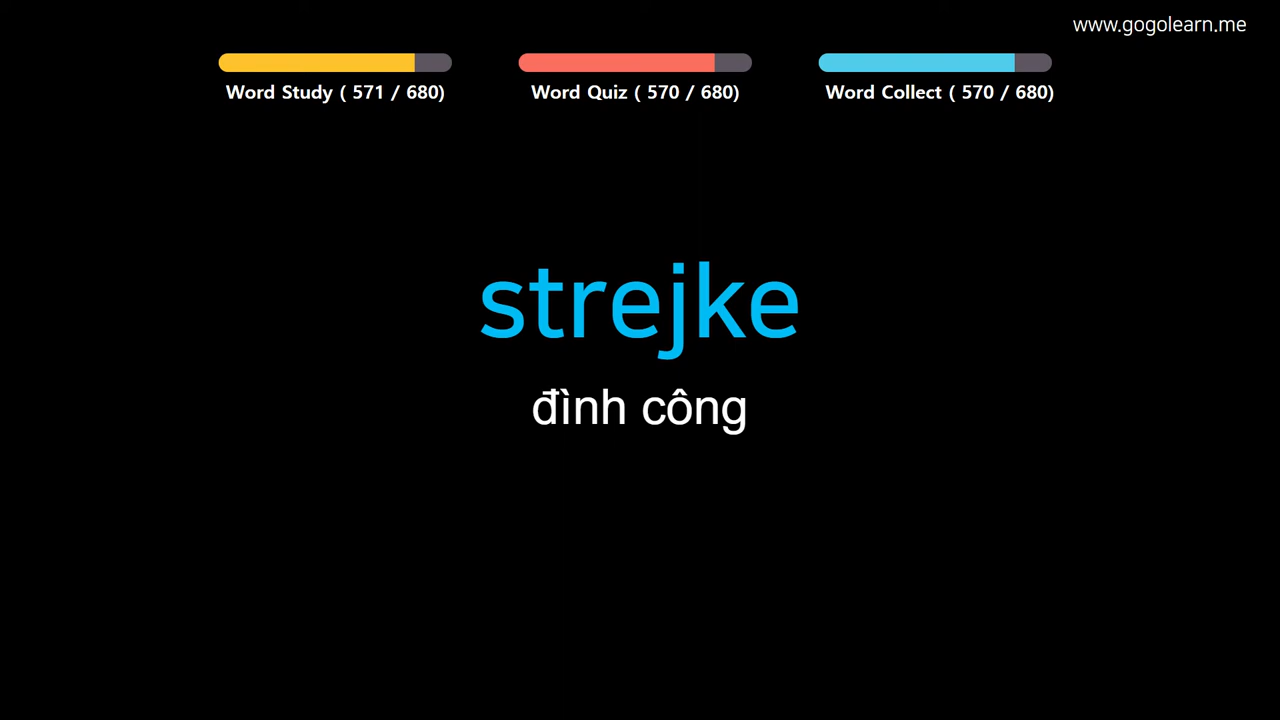 www.gogolearn.me
Word Study ( 571 / 680)
Word Quiz ( 570 / 680)
Word Collect ( 570 / 680)
strejke
đình công